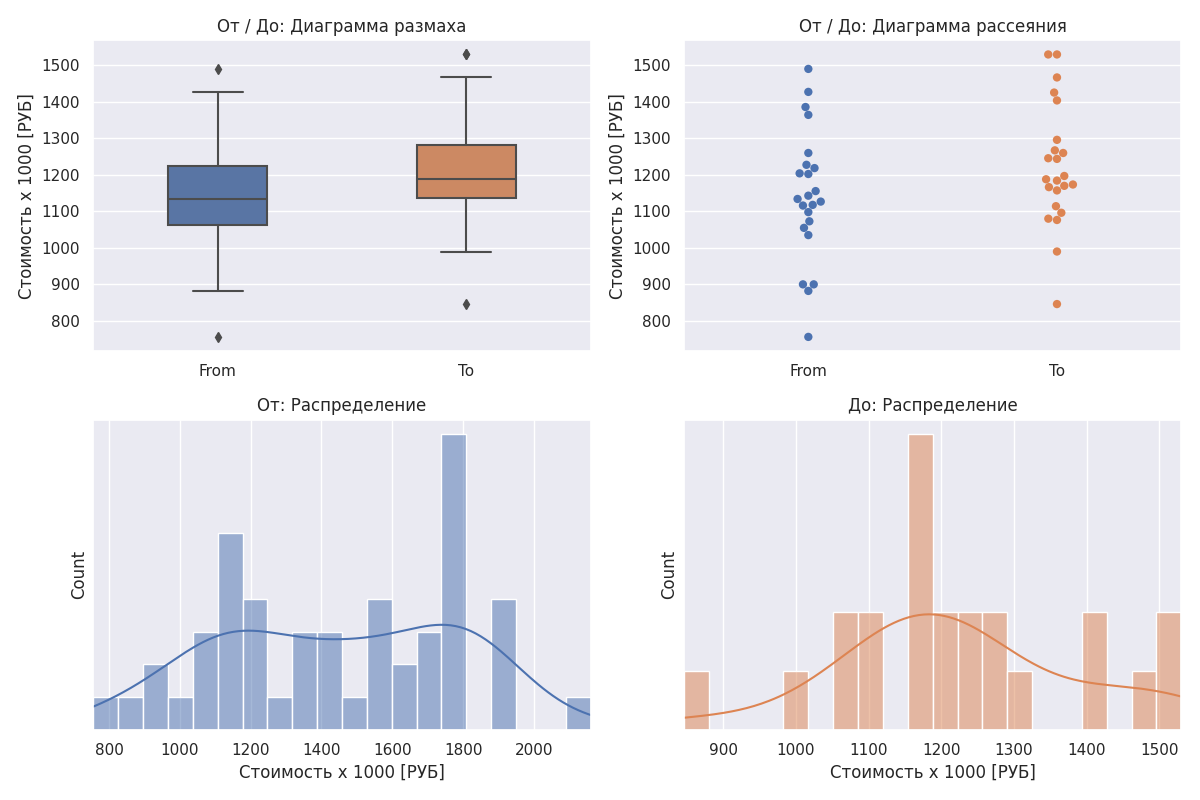 От / До: Диаграмма размаха
Стоимость x 1000 [РУБ]
1500
1400
1300
1200
1100
1000
900
800
From
To
От / До: Диаграмма рассеяния
Стоимость x 1000 [РУБ]
1500
1400
1300
1200
1100
1000
900
800
From
To
От: Распределение
Count
800
1000
1200
1400
1600
1800
2000
Стоимость x 1000 [РУБ]
До: Распределение
Count
900
1000
1100
1200
1300
1400
1500
Стоимость x 1000 [РУБ]